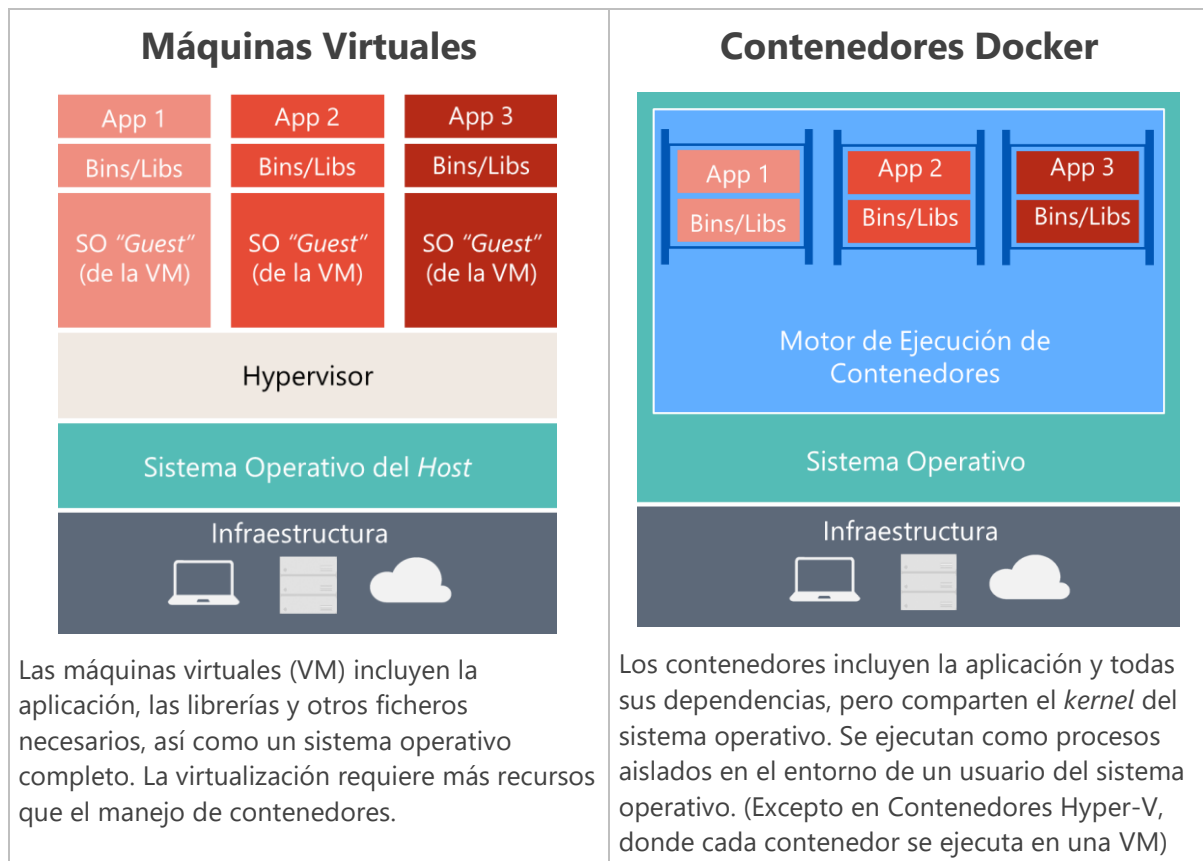 Máquinas Virtuales
App 1
App 2
App 3
Bins/Libs
Bins/Libs
Bins/Libs
SO "Guest"
(de la VM)
SO "Guest"
(de la VM)
SO "Guest"
(de la VM)
Hypervisor
Sistema Operativo del Host
Infraestructura
Las máquinas virtuales (VM) incluyen la
aplicación, las librerías y otros ficheros
necesarios, así como un sistema operativo
completo. La virtualización requiere más recursos
que el manejo de contenedores.
Contenedores Docker
App 1
App 2
App 3
Bins/Libs
Bins/Libs
Bins/Libs
Motor de Ejecución de
Contenedores
Sistema Operativo
Infraestructura
Los contenedores incluyen la aplicación y todas
sus dependencias, pero comparten el kernel del
sistema operativo. Se ejecutan como procesos
aislados en el entorno de un usuario del sistema
operativo. (Excepto en Contenedores Hyper-V,
donde cada contenedor se ejecuta en una VM)